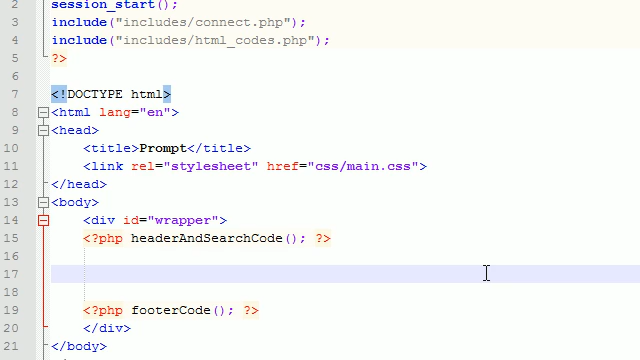 2 session_start();
3 include("includes/connect.php");
4 include("includes/html_codes.php");
5 ?>
6
7 <!DOCTYPE html>
8 <html lang="en">
9 <head>
10 <title>Prompt</title>
11 <link rel="stylesheet" href="css/main.css">
12 </head>
13 <body>
14 <div id="wrapper">
15 <?php headerAndSearchCode(); ?>
16
17
18
19 <?php footerCode(); ?>
20 </div>
21 </body>